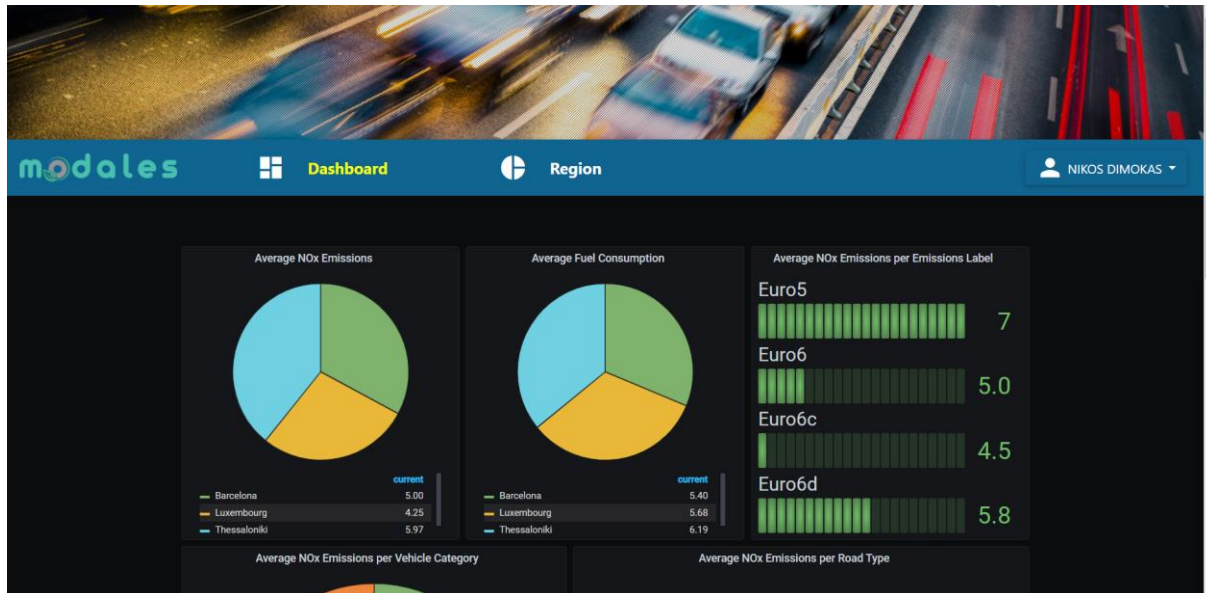 modales
Dashboard
Region
NIKOS DIMOKAS
Average NOx Emissions
current
Barcelona 5.00
Luxembourg 4.25
Thessaloniki 5.97
Average Fuel Consumption
current
Barcelona 5.40
Luxembourg 5.68
Thessaloniki 6.19
Average NOx Emissions per Emissions Label
Euro5
7
Euro6
5.0
Euro6c
4.5
Euro6d
5.8
Average NOx Emissions per Vehicle Category
Average NOx Emissions per Road Type